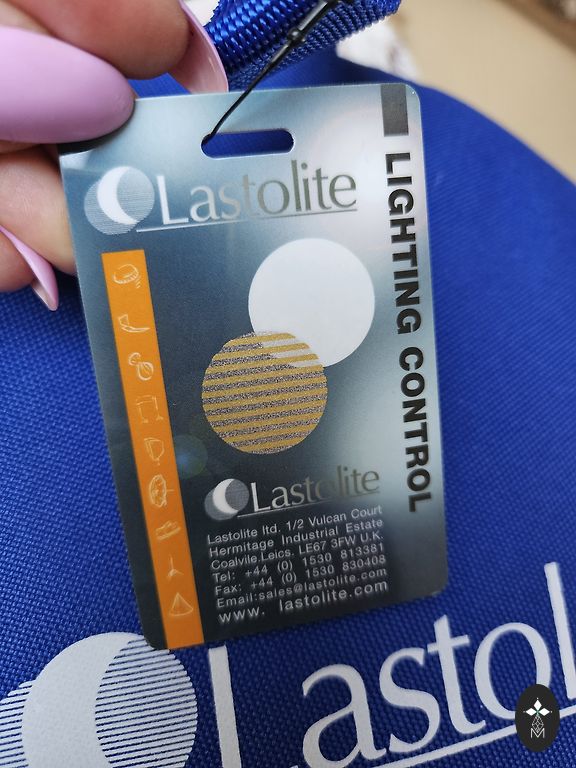 Lastolite
LIGHTING CONTROL
Lastolite
Lastolite ltd. 1/2 Vulcan Court
Hermitage Industrial Estate
Coalvile,Leics. LE67 3FW U.K.
Tel: +44 (0) 1530 813381
Fax: +44 (0) 1530 830408
Email:sales@lastolite.com
www. lastolite.com
Lastol
M